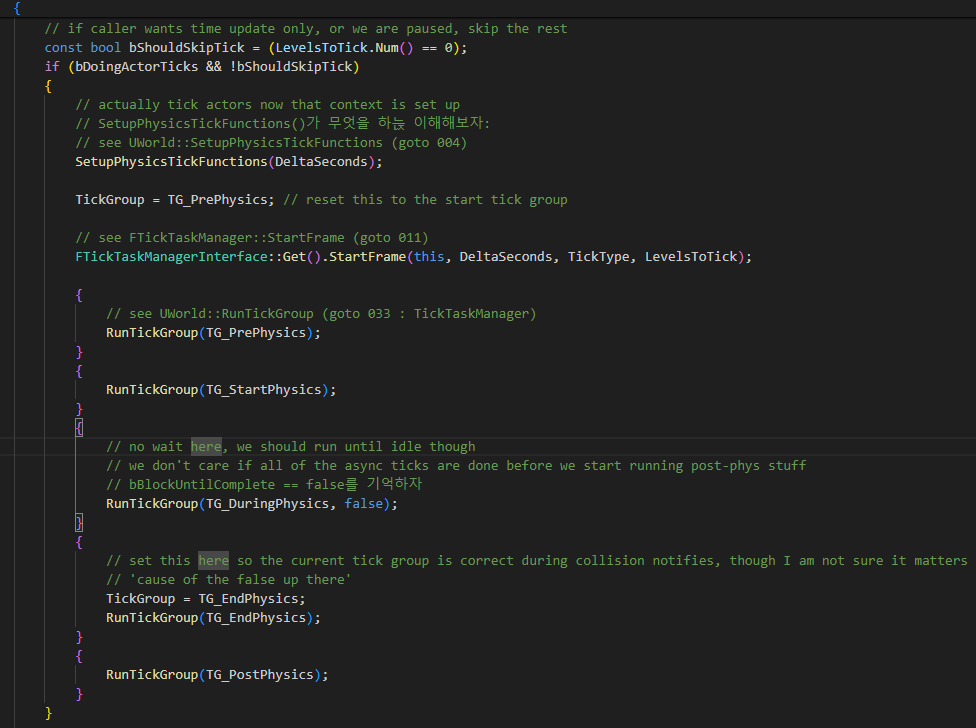 {
// if caller wants time update only, or we are paused, skip the rest
const bool bShouldSkipTick = (LevelsToTick.Num() == 0);
if (bDoingActorTicks && !bShouldSkipTick)
{
// actually tick actors now that context is set up
// SetupPhysicsTickFunctions()가 무엇을 하늕 이해해보자:
// see UWorld::SetupPhysicsTickFunctions (goto 004)
SetupPhysicsTickFunctions(DeltaSeconds);
TickGroup = TG_PrePhysics; // reset this to the start tick group
// see FTickTaskManager::StartFrame (goto 011)
FTickTaskManagerInterface::Get().StartFrame(this, DeltaSeconds, TickType, LevelsToTick);
{
// see UWorld::RunTickGroup (goto 033 : TickTaskManager)
RunTickGroup(TG_PrePhysics);
}
{
RunTickGroup(TG_StartPhysics);
}
{
// no wait here, we should run until idle though
// we don't care if all of the async ticks are done before we start running post-phys stuff
// bBlockUntilComplete == false를 기억하자
RunTickGroup(TG_DuringPhysics, false);
}
{
// set this here so the current tick group is correct during collision notifies, though I am not sure it matters
// 'cause of the false up there'
TickGroup = TG_EndPhysics;
RunTickGroup(TG_EndPhysics);
}
{
RunTickGroup(TG_PostPhysics);
}
}